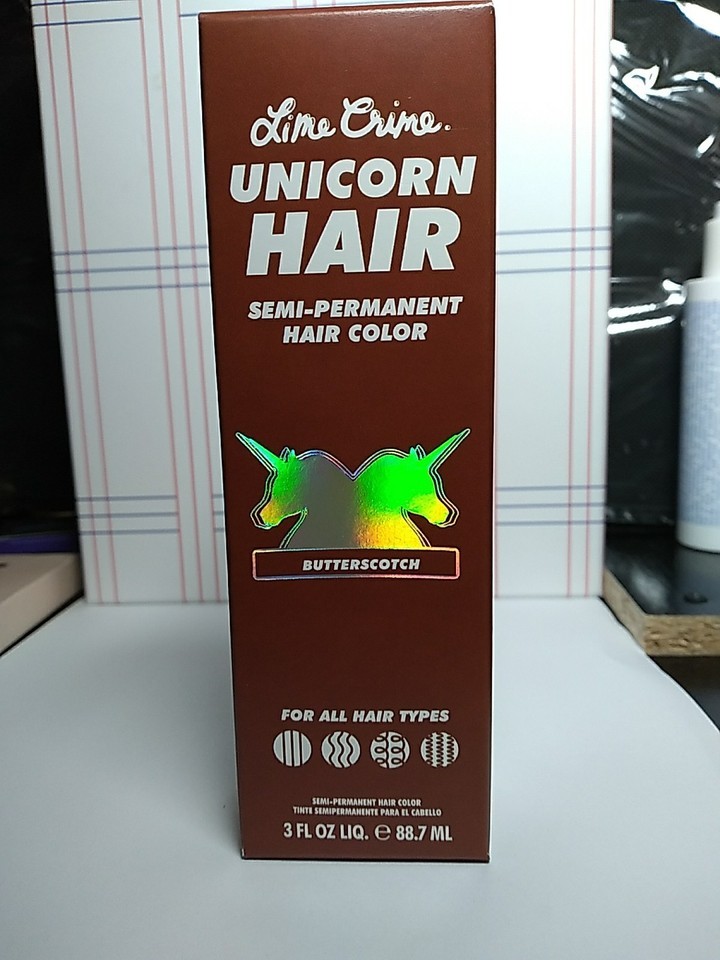 Lime Crime.
UNICORN
HAIR
SEMI-PERMANENT
HAIR COLOR
BUTTERSCOTCH
FOR ALL HAIR TYPES
SEMI-PERMANENT HAIR COLOR
TINTE SEMIPERMANENTE PARA EL CABELLO
3 FL OZ LIQ. ℮ 88.7 ML